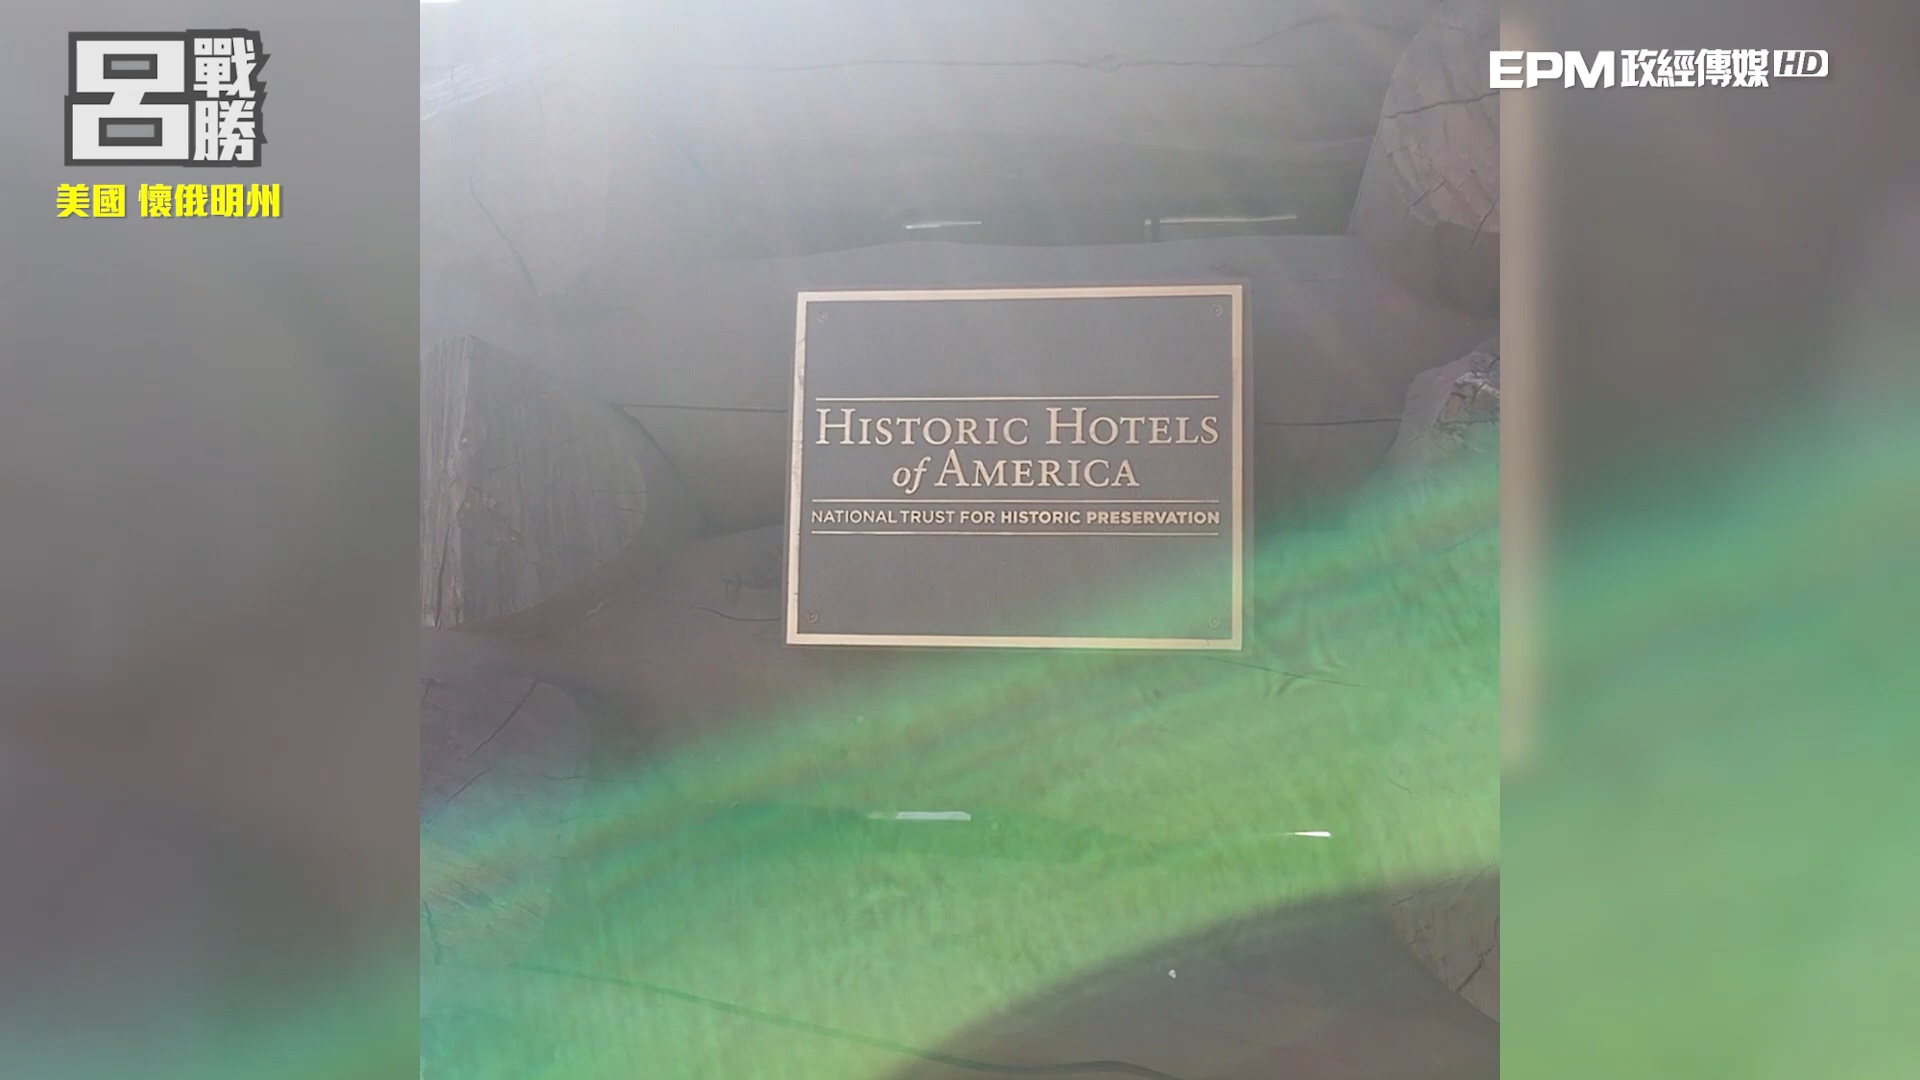 呂戰勝
美國 懷俄明州
EPM政經傳媒HD
HISTORIC HOTELS
of AMERICA
NATIONAL TRUST FOR HISTORIC PRESERVATION